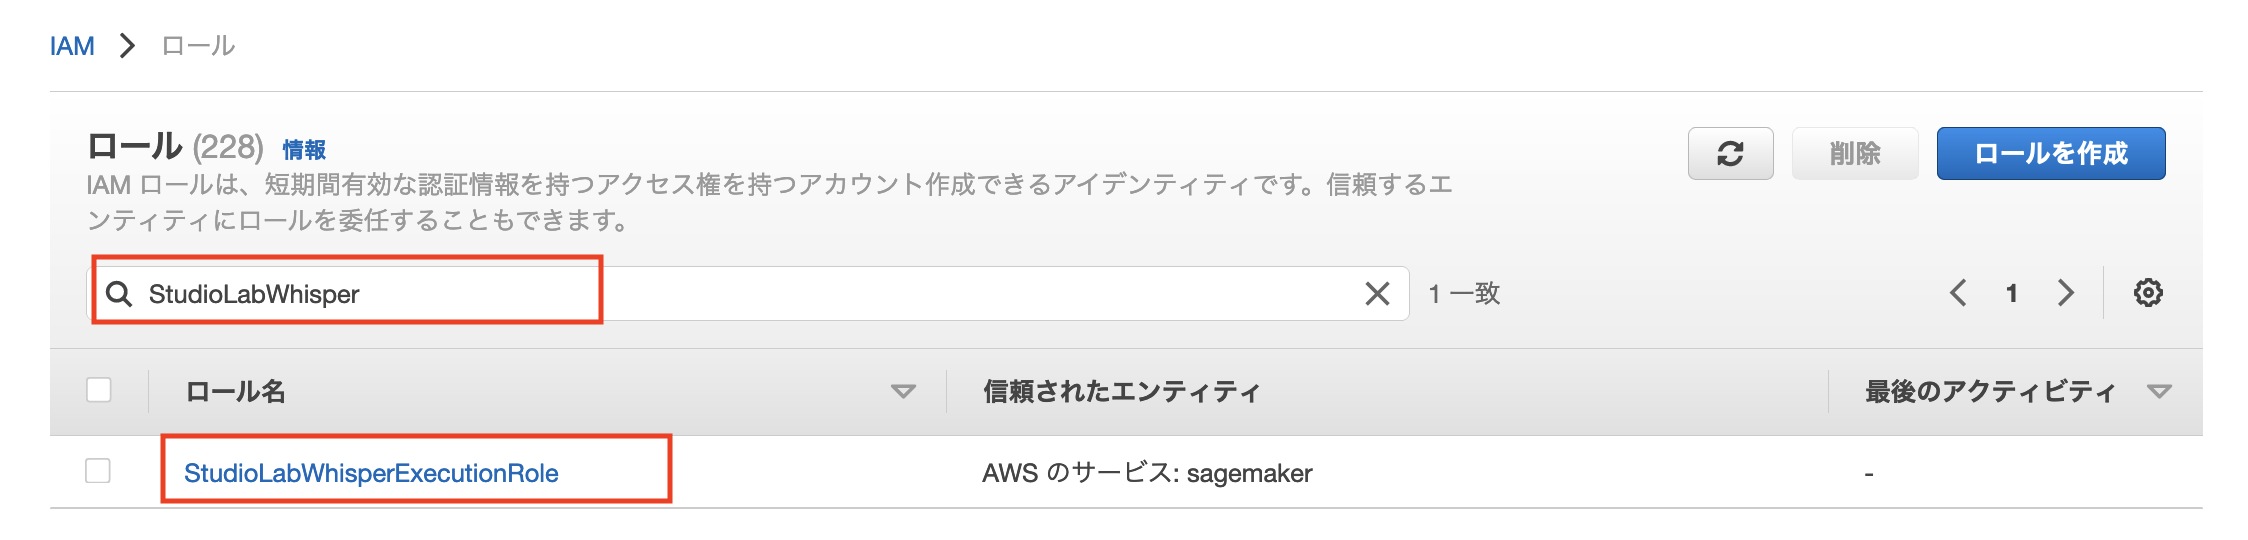 IAM > ロール
ロール (228) 情報
IAM ロールは、短期間有効な認証情報を持つアクセス権を持つアカウント作成できるアイデンティティです。信頼するエ
ンティティにロールを委任することもできます。
削除
ロールを作成
StudioLabWhisper
1 一致
1
ロール名
信頼されたエンティティ
最後のアクティビティ
StudioLabWhisperExecutionRole
AWS のサービス: sagemaker
-